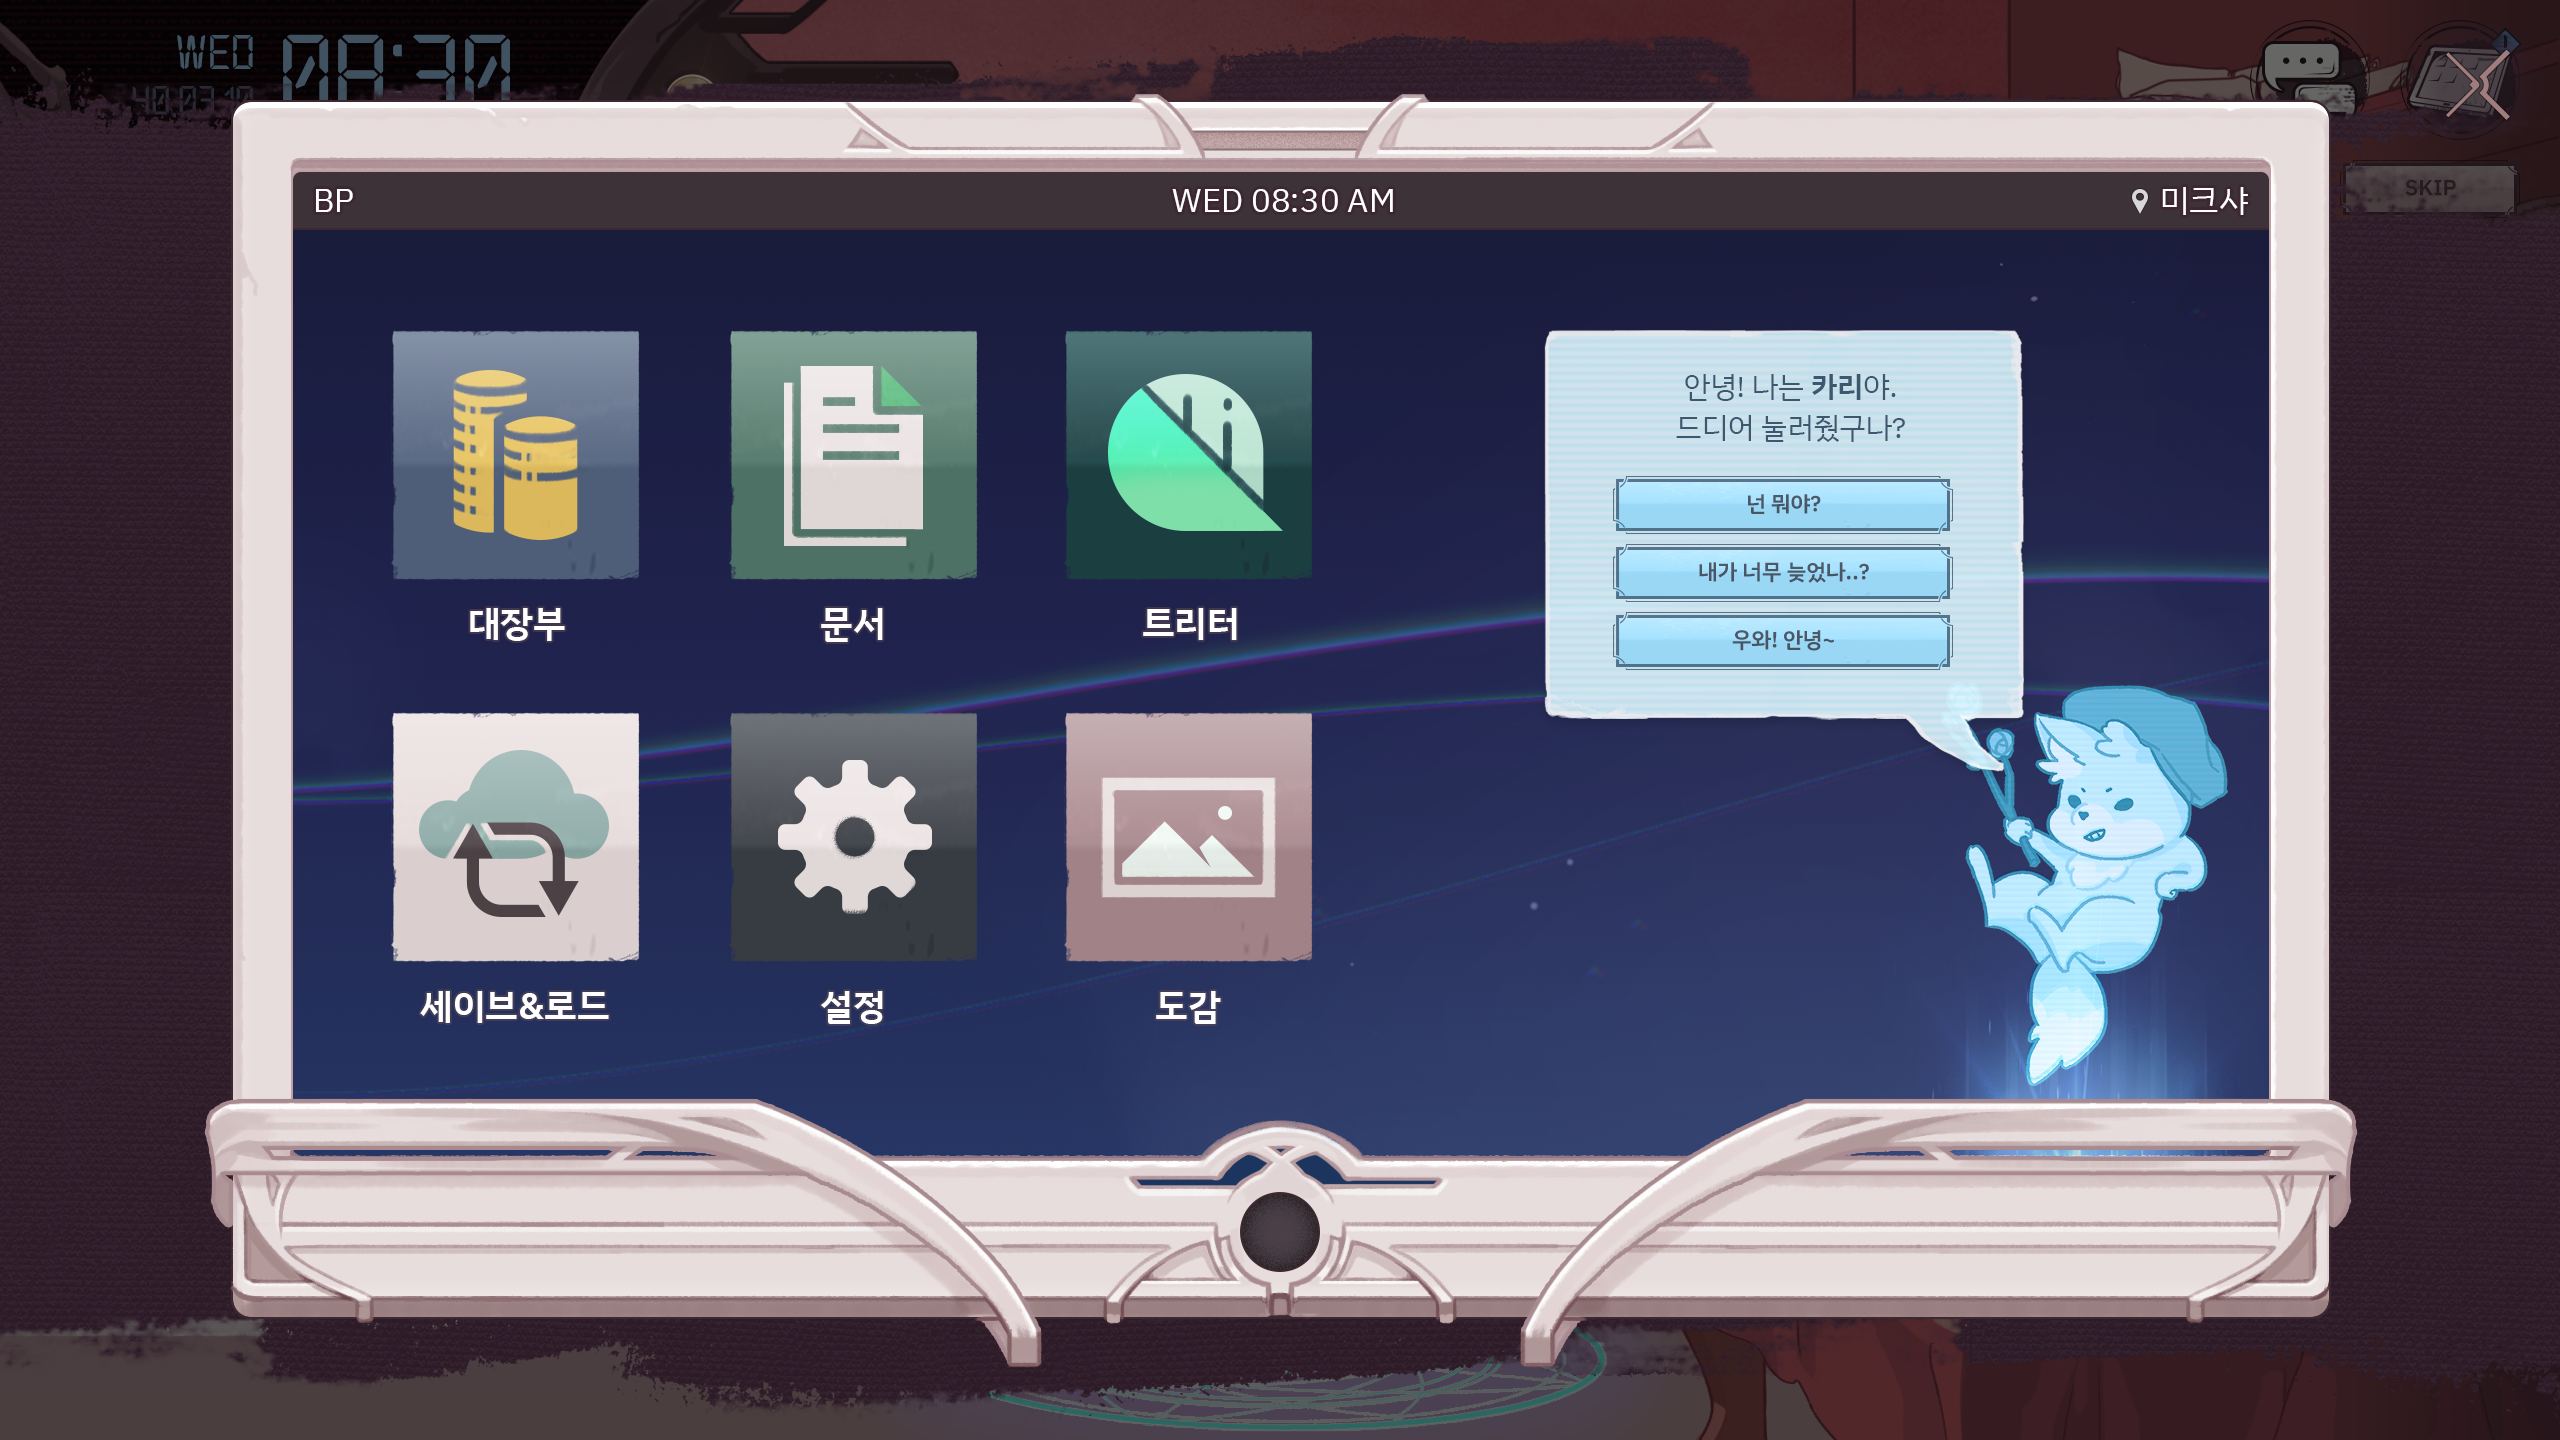 WED 08:30
40.03.10
SKIP
BP
WED 08:30 AM
미크샤
대장부
문서
트리터
세이브&로드
설정
도감
안녕! 나는 카리야.
드디어 눌러줬구나?
넌 뭐야?
내가 너무 늦었나..?
우와! 안녕~